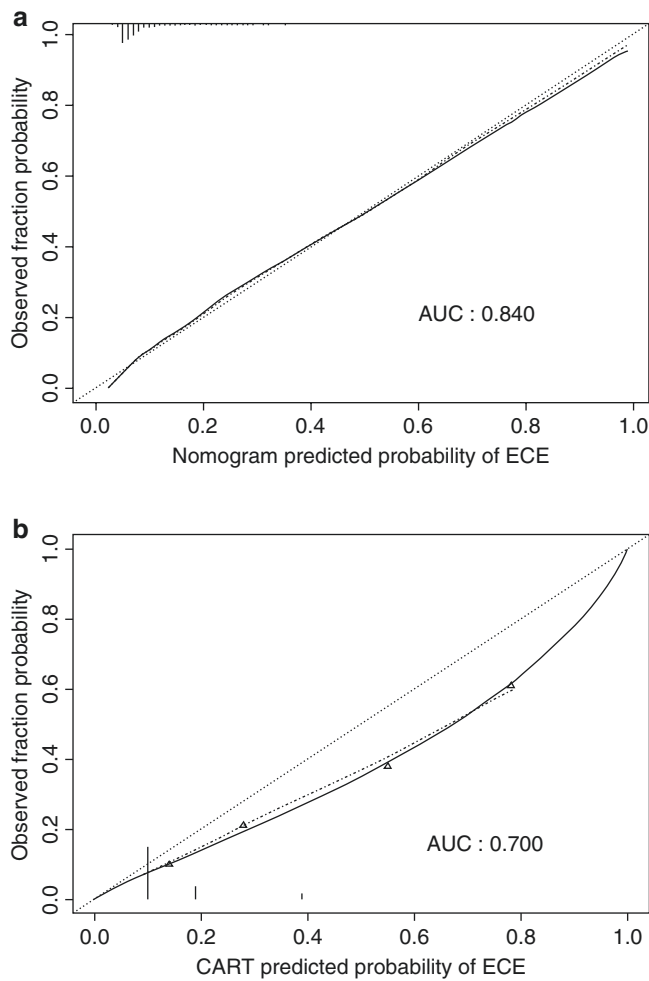 a
Observed fraction probability
1.0
0.8
0.6
0.4
0.2
0.0
AUC : 0.840
0.0 0.2 0.4 0.6 0.8 1.0
Nomogram predicted probability of ECE
b
Observed fraction probability
1.0
0.8
0.6
0.4
0.2
0.0
AUC : 0.700
0.0 0.2 0.4 0.6 0.8 1.0
CART predicted probability of ECE